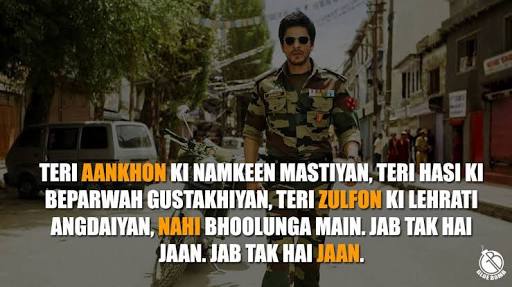 TERI AANKHON KI NAMKEEN MASTIYAN, TERI HASI KI
BEPARWAH GUSTAKHIYAN, TERI ZULFON KI LEHRATI
ANGDAIYAN, NAHI BHOOLUNGA MAIN. JAB TAK HAI
JAAN. JAB TAK HAI JAAN.